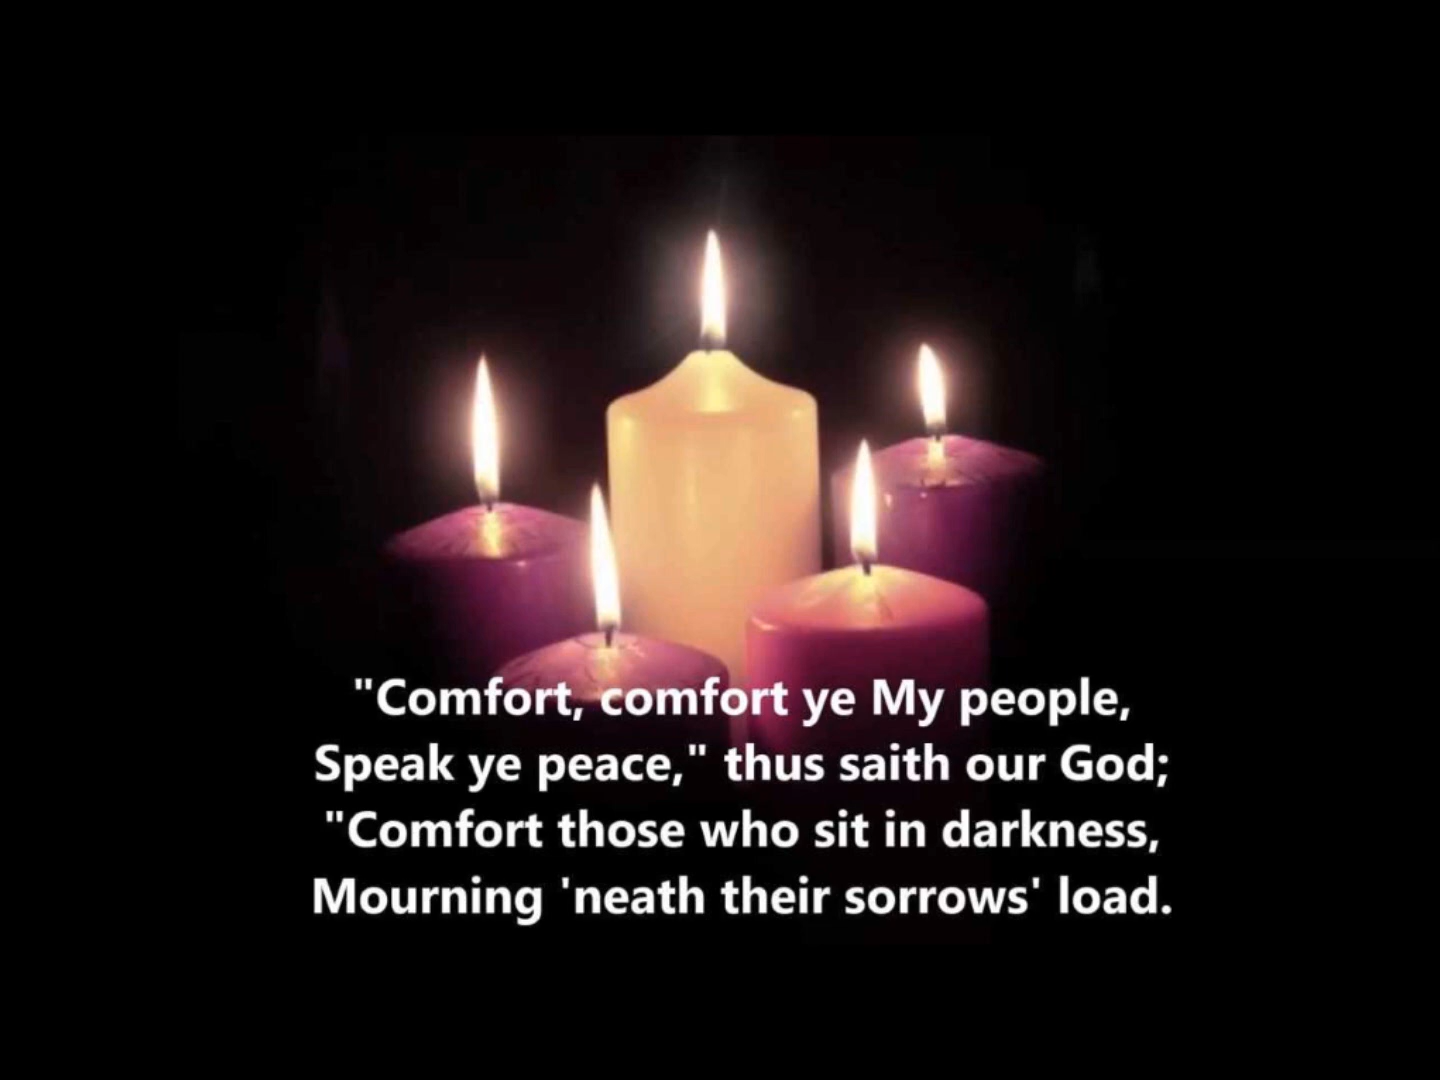 "Comfort, comfort ye My people,
Speak ye peace," thus saith our God;
"Comfort those who sit in darkness,
Mourning 'neath their sorrows' load.